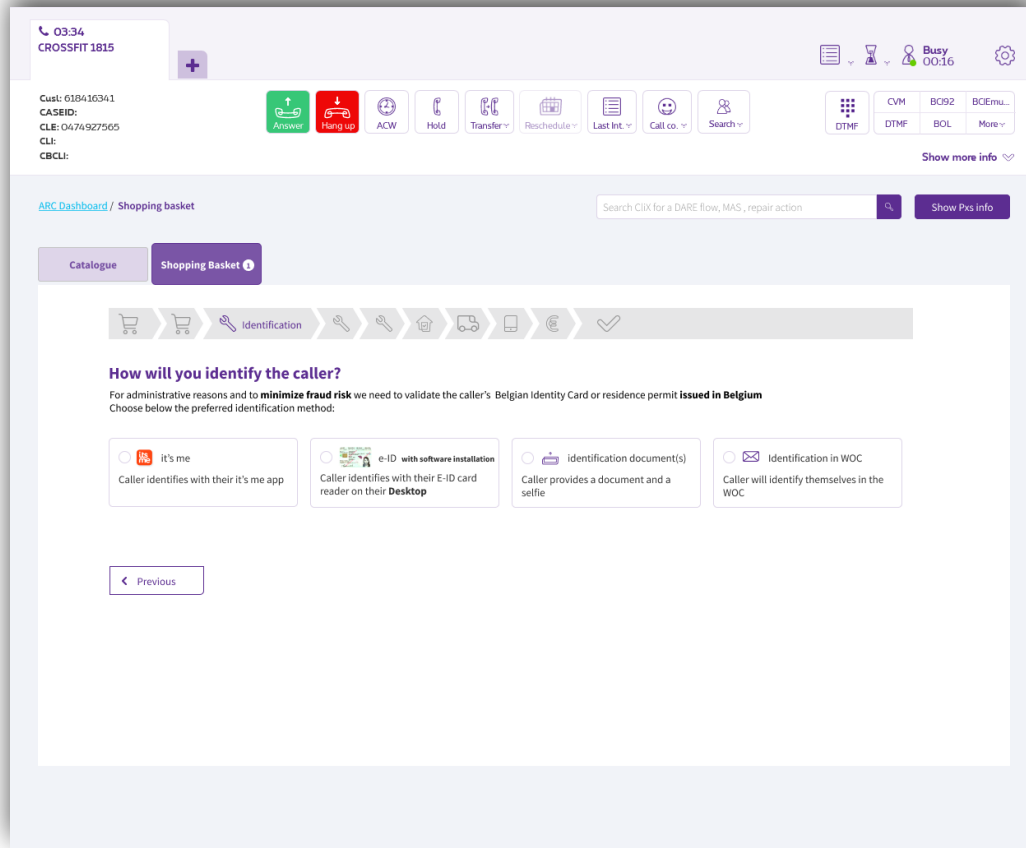 03:34
CROSSFIT 1815
Busy
00:16
Cusl: 618416341
CASEID:
CLE: 0474927565
CLI:
CBCLI:
Answer
Hang up
ACW
Hold
Transfer
Reschedule
Last Int.
Call co.
Search
DTMF
CVM
BCI92
BCIEmu...
DTMF
BOL
More
Show more info
ARC Dashboard / Shopping basket
Search CliX for a DARE flow, MAS , repair action
Show Pxs info
Catalogue
Shopping Basket 1
Identification
How will you identify the caller?
For administrative reasons and to minimize fraud risk we need to validate the caller's Belgian Identity Card or residence permit issued in Belgium
Choose below the preferred identification method:
it's me
Caller identifies with their it's me app
e-ID with software installation
Caller identifies with their E-ID card
reader on their Desktop
identification document(s)
Caller provides a document and a
selfie
Identification in WOC
Caller will identify themselves in the
WOC
Previous